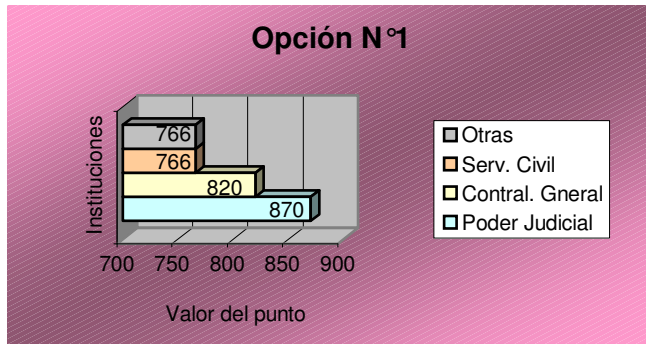 Opción N°1
Instituciones
766
766
820
870
700 750 800 850 900
Valor del punto
Otras
Serv. Civil
Contral. Gneral
Poder Judicial